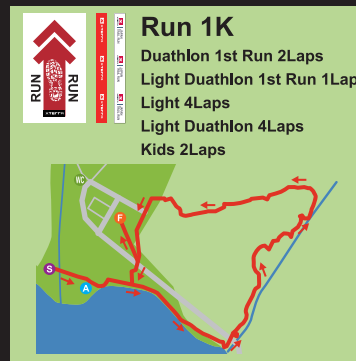 RUN
RUN
XTERRA
Run 1K
Duathlon 1st Run 2Laps
Light Duathlon 1st Run 1Lap
Light 4Laps
Light Duathlon 4Laps
Kids 2Laps
WC
F
S
A